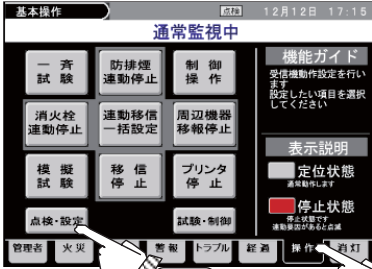 基本操作
点検
12月12日 17:15
通常監視中
一斉
試験
防排煙
連動停止
制御
操作
消火栓
連動停止
連動移信
一括設定
周辺機器
移報停止
模擬
試験
移信
停止
プリンタ
停止
点検・設定
試験・制御
機能ガイド
受信機動作設定を行い
ます
設定したい項目を選択
してください
表示説明
定位状態
通常動作します
停止状態
停止状態です
連動要因があると点滅
管理者
火災
警報
トラブル
経過
操作
消灯